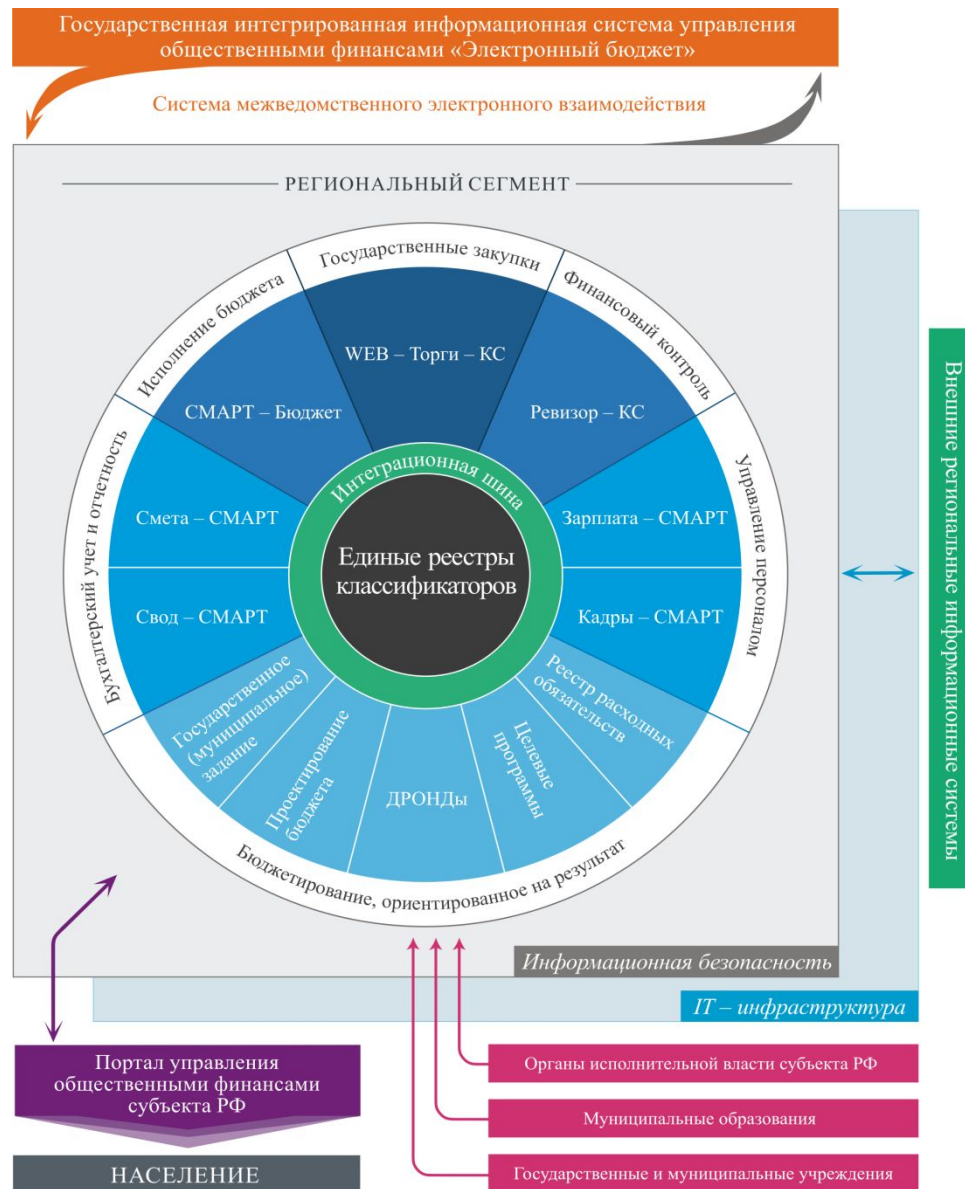 Государственная интегрированная информационная система управления
общественными финансами «Электронный бюджет»
Система межведомственного электронного взаимодействия
РЕГИОНАЛЬНЫЙ СЕГМЕНТ
Государственные закупки
Исполнение бюджета
Финансовый контроль
WEB – Торги – КС
СМАРТ – Бюджет
Ревизор – КС
Бухгалтерский учет и отчетность
Управление персоналом
Интеграционная шина
Смета – СМАРТ
Зарплата – СМАРТ
Единые реестры
классификаторов
Свод – СМАРТ
Кадры – СМАРТ
Государственное
(муниципальное)
задание
Проектирование
бюджета
ДРОНДы
Целевые
программы
Реестр расходных
обязательств
Бюджетирование, ориентированное на результат
Внешние региональные информационные системы
Информационная безопасность
IT – инфраструктура
Портал управления
общественными финансами
субъекта РФ
НАСЕЛЕНИЕ
Органы исполнительной власти субъекта РФ
Муниципальные образования
Государственные и муниципальные учреждения